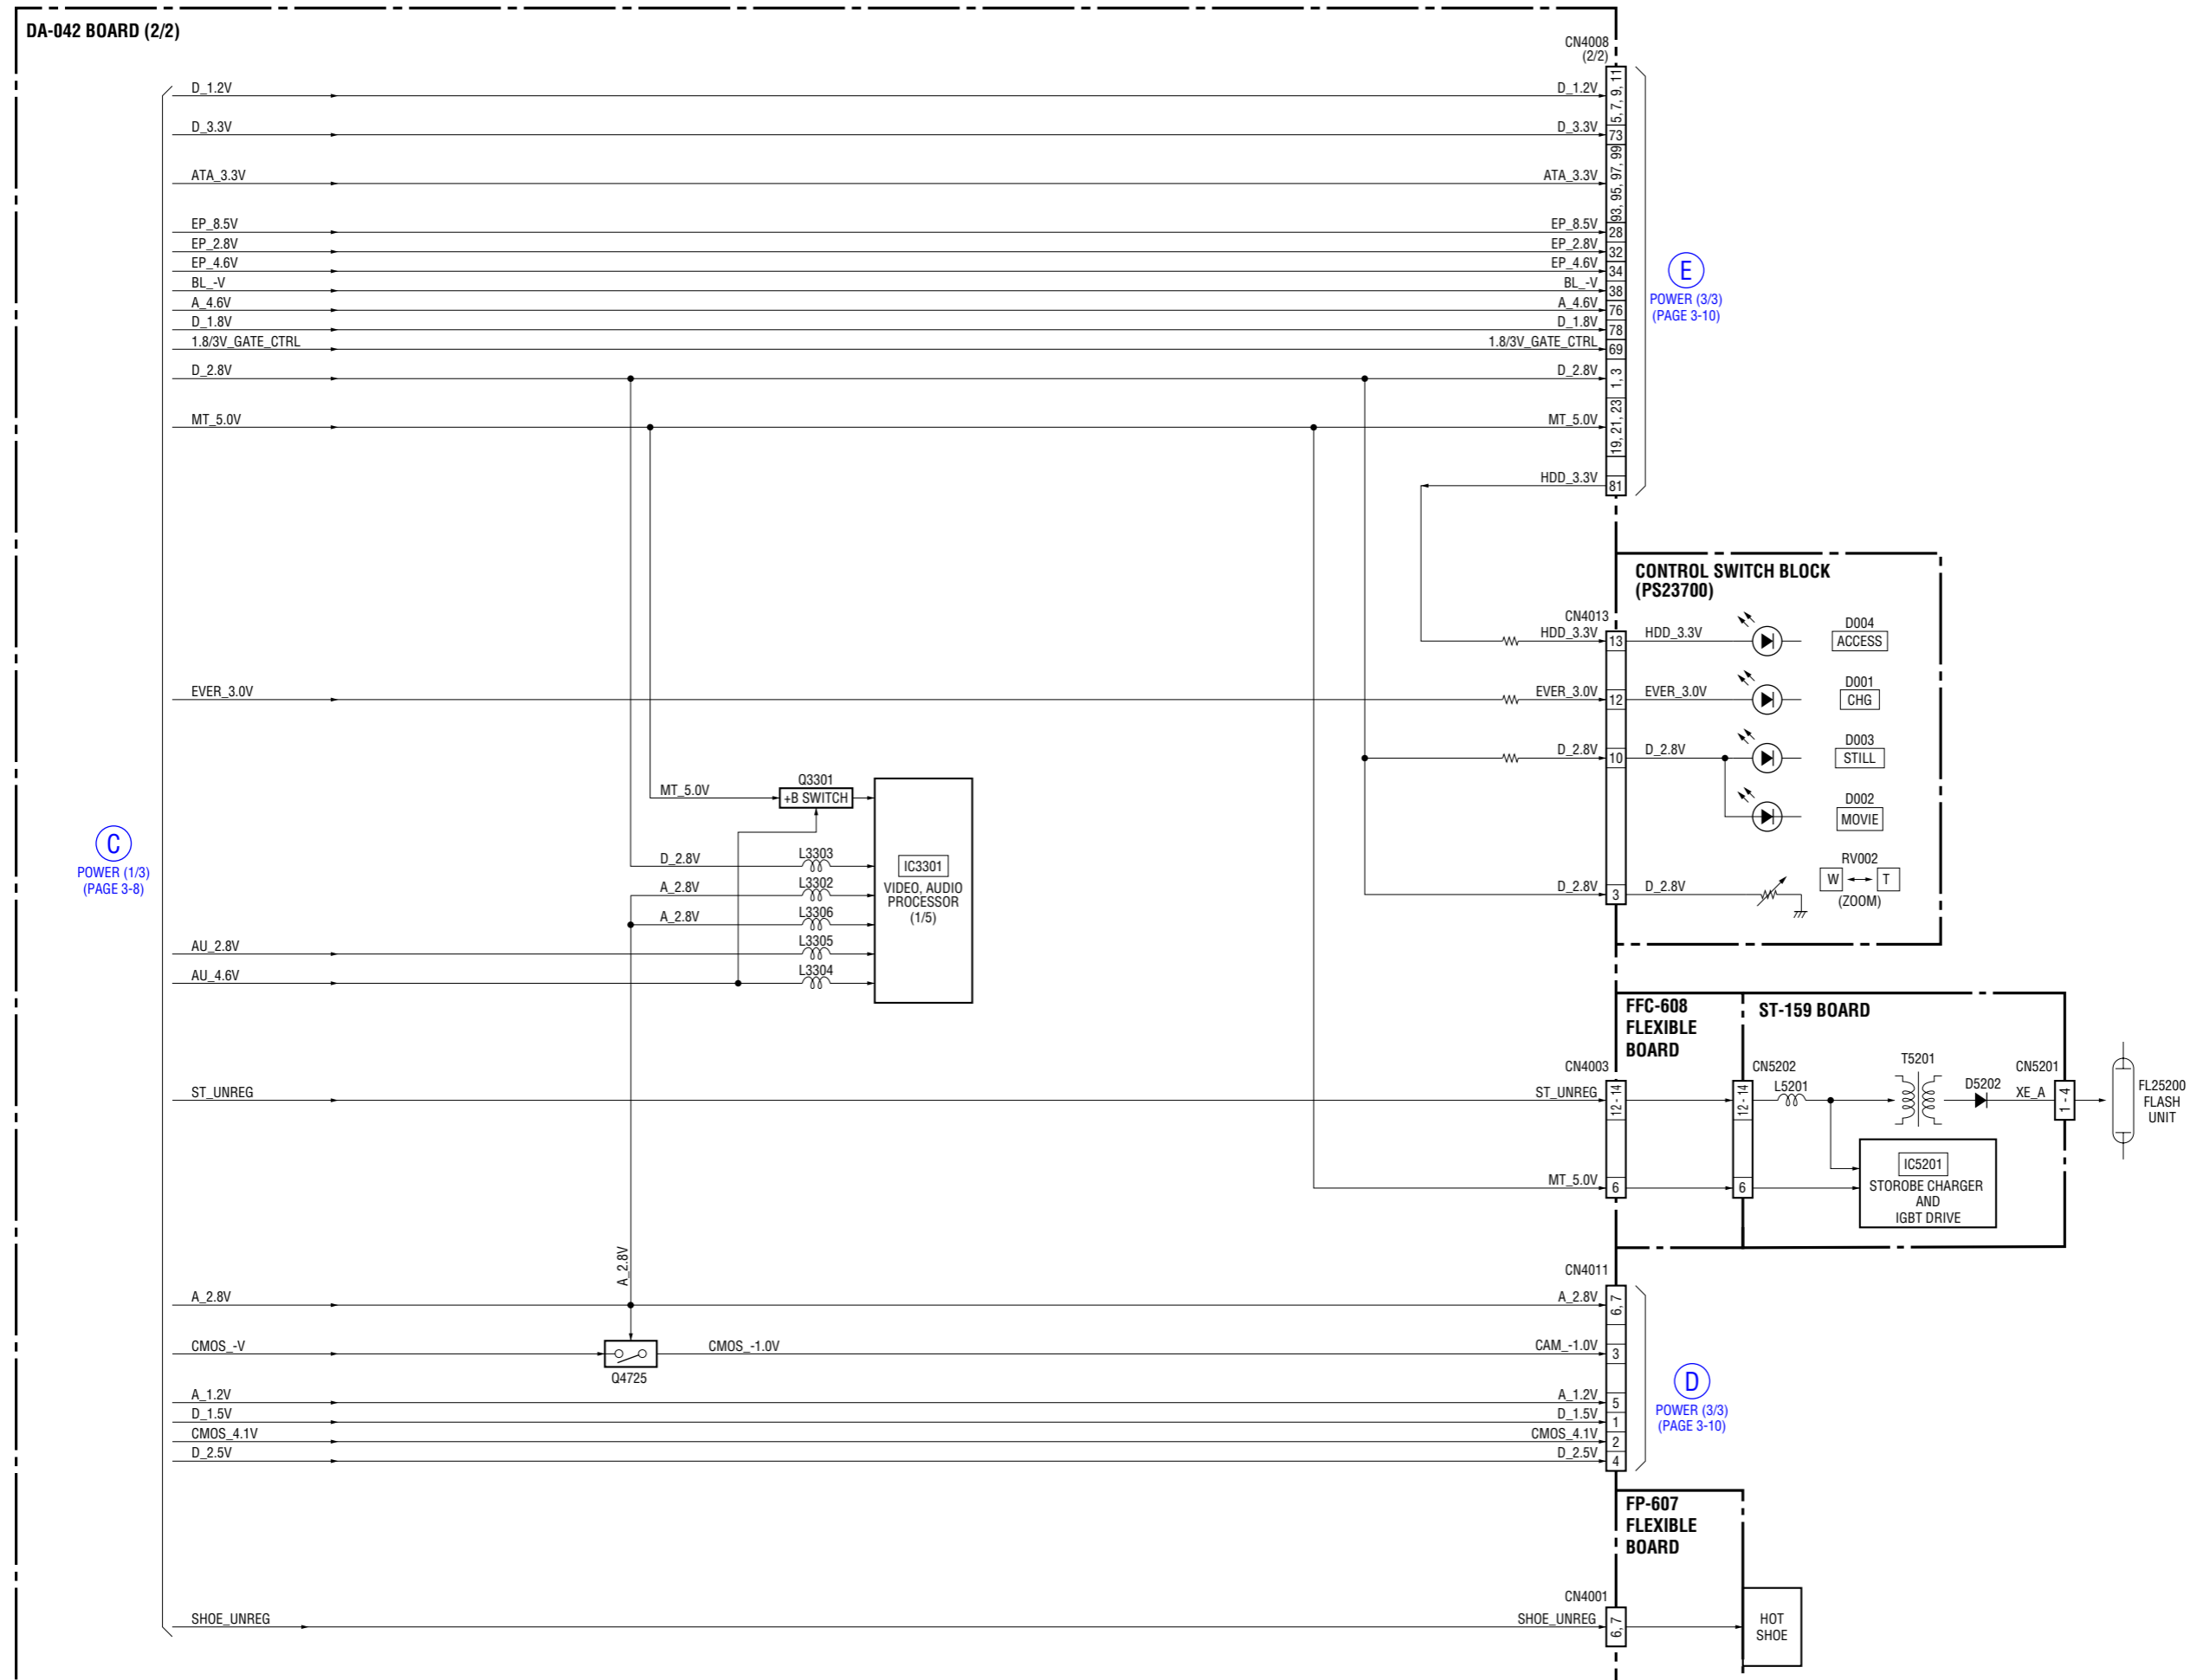 DA-042 BOARD (2/2)
CN4008
(2/2)
D_1.2V
D_1.2V
5, 7, 9, 11
D_3.3V
D_3.3V
73
ATA_3.3V
ATA_3.3V
93, 95, 97, 99
EP_8.5V
EP_8.5V
28
EP_2.8V
EP_2.8V
32
EP_4.6V
EP_4.6V
34
BL_-V
BL_-V
38
A_4.6V
A_4.6V
76
D_1.8V
D_1.8V
78
1.8/3V_GATE_CTRL
1.8/3V_GATE_CTRL
69
D_2.8V
D_2.8V
1, 3
MT_5.0V
MT_5.0V
19, 21, 23
HDD_3.3V
81
E
POWER (3/3)
(PAGE 3-10)
CONTROL SWITCH BLOCK
(PS23700)
CN4013
HDD_3.3V
13
HDD_3.3V
D004
ACCESS
EVER_3.0V
EVER_3.0V
12
EVER_3.0V
D001
CHG
D_2.8V
10
D_2.8V
D003
STILL
D002
MOVIE
D_2.8V
3
D_2.8V
RV002
W
T
(ZOOM)
C
POWER (1/3)
(PAGE 3-8)
MT_5.0V
Q3301
+B SWITCH
D_2.8V
L3303
A_2.8V
L3302
A_2.8V
L3306
AU_2.8V
L3305
AU_4.6V
L3304
IC3301
VIDEO, AUDIO
PROCESSOR
(1/5)
FFC-608
FLEXIBLE
BOARD
ST-159 BOARD
CN4003
ST_UNREG
ST_UNREG
12 - 14
CN5202
12 - 14
L5201
T5201
D5202
XE_A
CN5201
1 - 4
FL25200
FLASH
UNIT
MT_5.0V
6
6
IC5201
STOROBE CHARGER
AND
IGBT DRIVE
A_2.8V
CN4011
A_2.8V
A_2.8V
6, 7
CMOS_-V
Q4725
CMOS_-1.0V
CAM_-1.0V
3
A_1.2V
A_1.2V
5
D_1.5V
D_1.5V
1
CMOS_4.1V
CMOS_4.1V
2
D_2.5V
D_2.5V
4
D
POWER (3/3)
(PAGE 3-10)
FP-607
FLEXIBLE
BOARD
CN4001
SHOE_UNREG
SHOE_UNREG
6, 7
HOT
SHOE